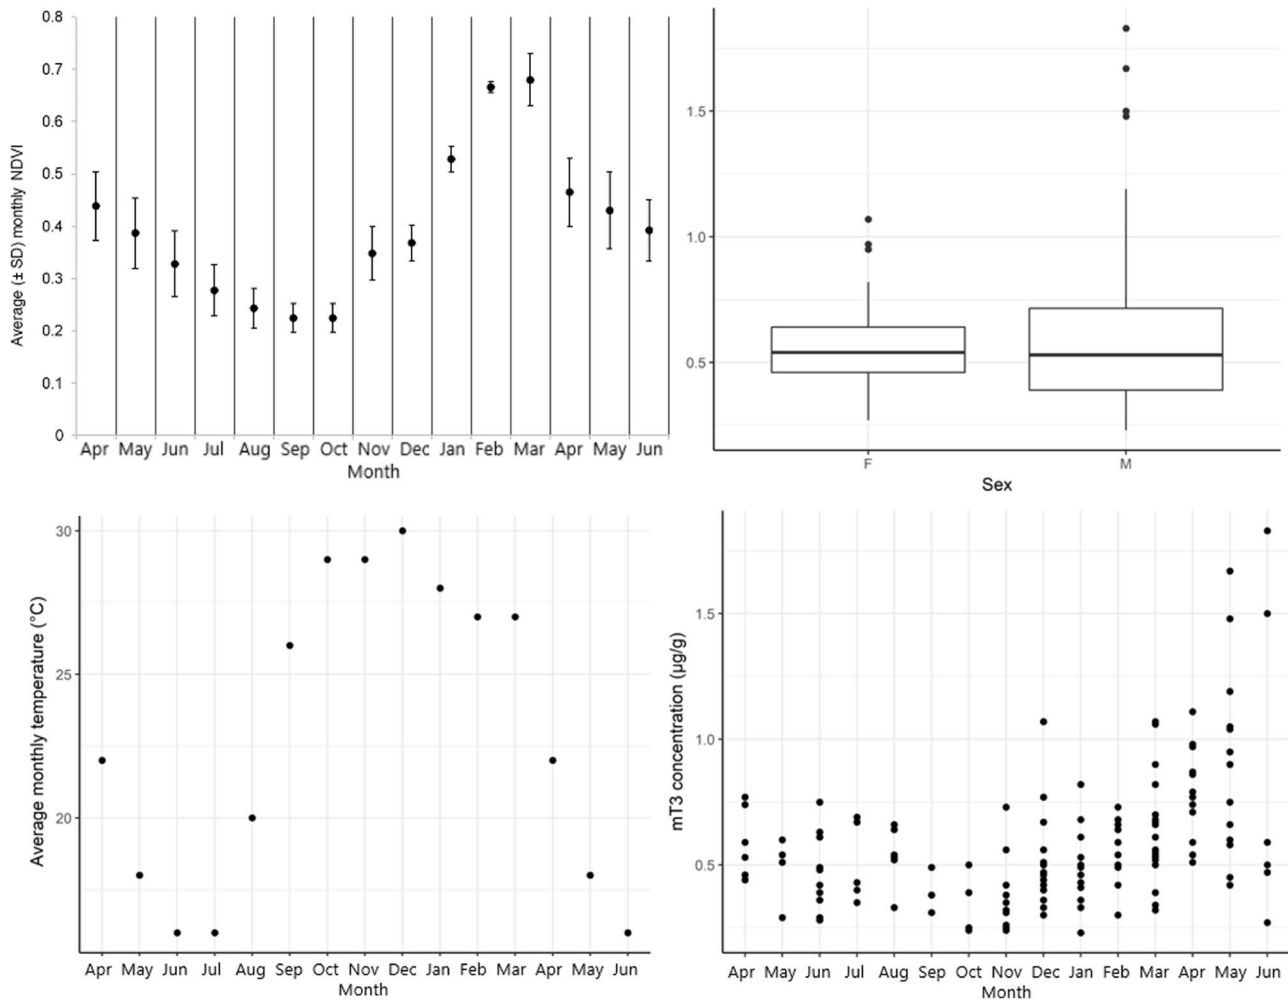 Average (± SD) monthly NDVI
0.8
0.7
0.6
0.5
0.4
0.3
0.2
0.1
0
Apr May Jun Jul Aug Sep Oct Nov Dec Jan Feb Mar Apr May Jun
Month
1.5
1.0
0.5
F M
Sex
Average monthly temperature (°C)
30
25
20
Apr May Jun Jul Aug Sep Oct Nov Dec Jan Feb Mar Apr May Jun
Month
mT3 concentration (µg/g)
1.5
1.0
0.5
Apr May Jun Jul Aug Sep Oct Nov Dec Jan Feb Mar Apr May Jun
Month